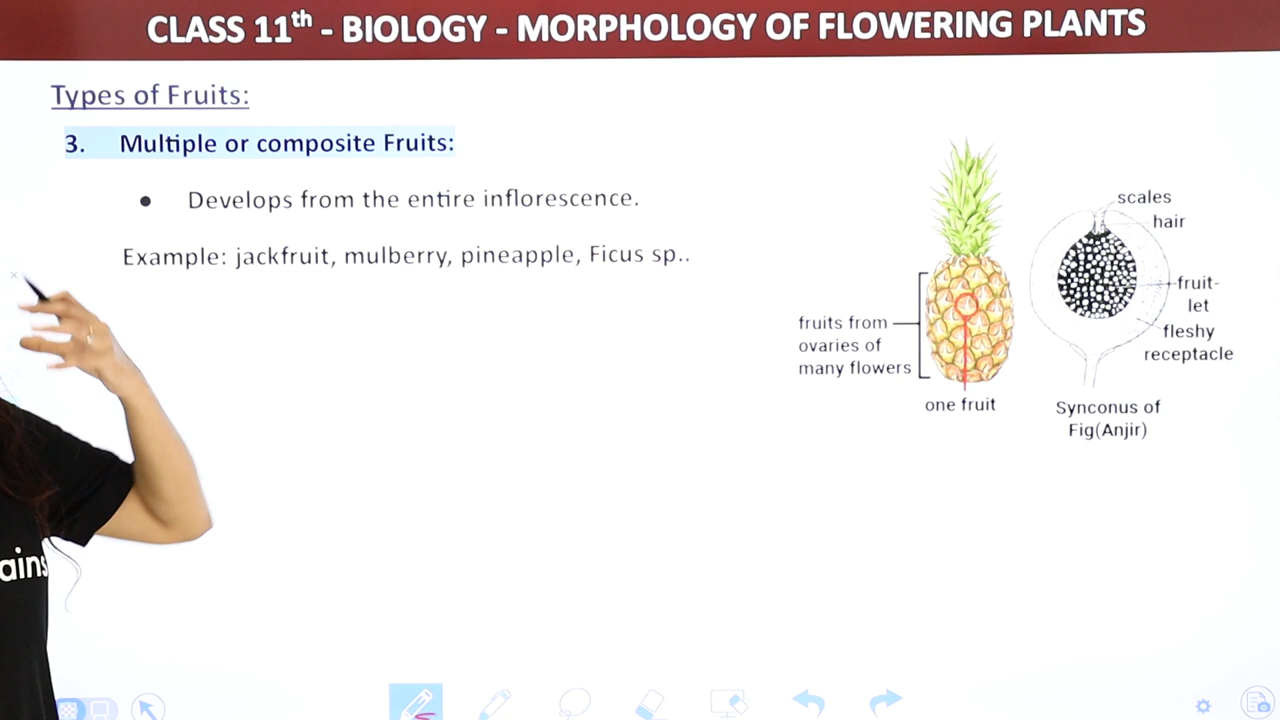 CLASS 11th - BIOLOGY - MORPHOLOGY OF FLOWERING PLANTS
Types of Fruits:
3. Multiple or composite Fruits:
● Develops from the entire inflorescence.
Example: jackfruit, mulberry, pineapple, Ficus sp..
fruits from
ovaries of
many flowers
one fruit
scales
hair
fruit-
let
fleshy
receptacle
Synconus of
Fig(Anjir)
ains